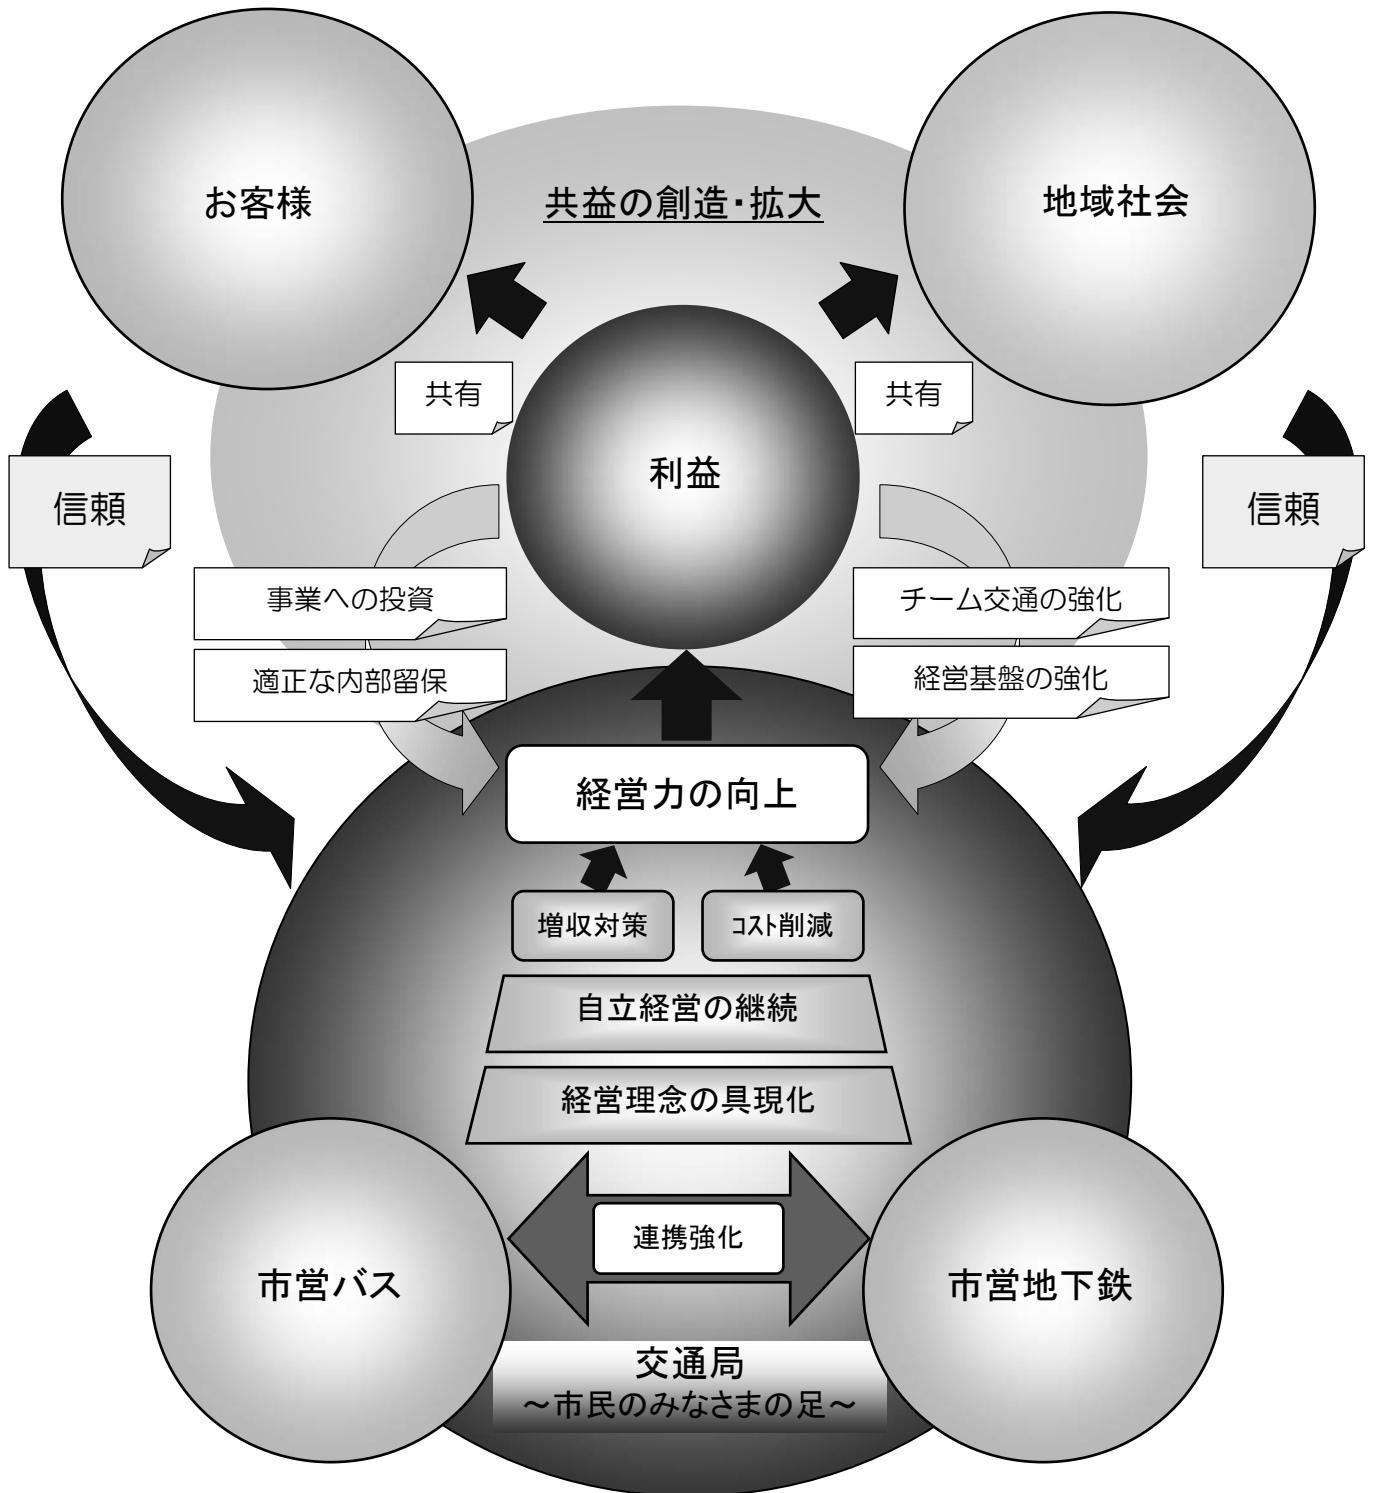 お客様
共益の創造・拡大
地域社会
共有
共有
利益
信頼
信頼
事業への投資
チーム交通の強化
適正な内部留保
経営基盤の強化
経営力の向上
増収対策
ｺｽﾄ削減
自立経営の継続
経営理念の具現化
連携強化
市営バス
市営地下鉄
交通局
～市民のみなさまの足～